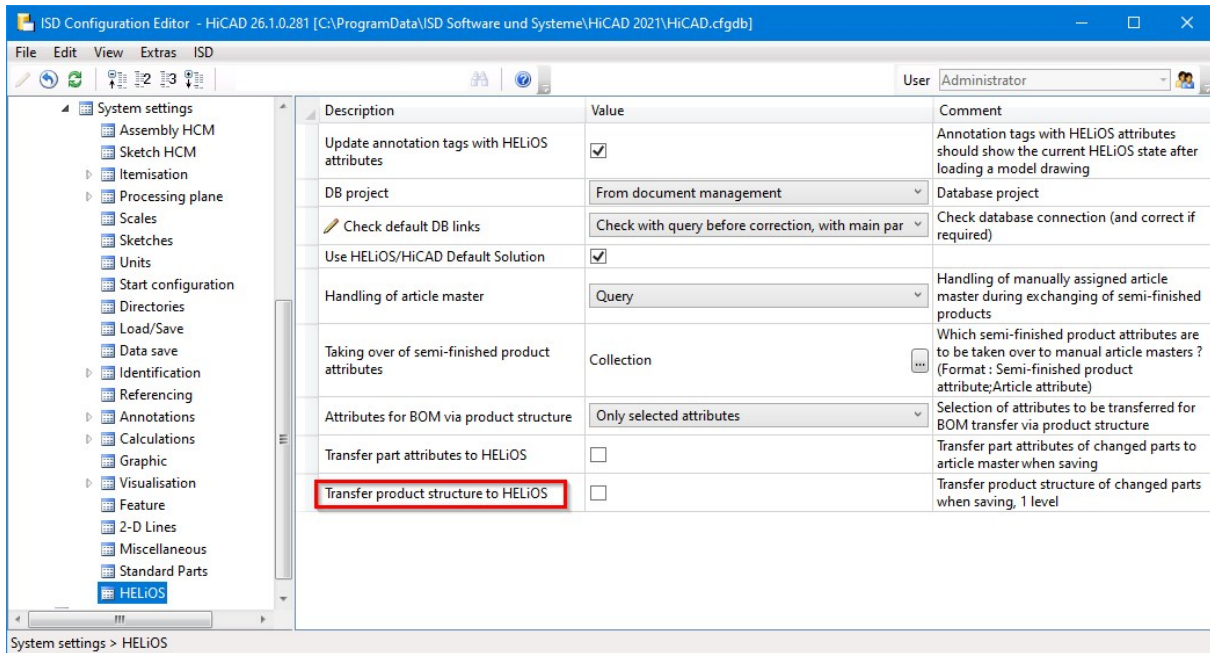 ISD Configuration Editor - HiCAD 26.1.0.281 [C:\ProgramData\ISD Software und Systeme\HiCAD 2021\HiCAD.cfgdb]
File Edit View Extras ISD
User Administrator
System settings
Assembly HCM
Sketch HCM
Itemisation
Processing plane
Scales
Sketches
Units
Start configuration
Directories
Load/Save
Data save
Identification
Referencing
Annotations
Calculations
Graphic
Visualisation
Feature
2-D Lines
Miscellaneous
Standard Parts
HELiOS
Description Value Comment
Update annotation tags with HELiOS
attributes
Annotation tags with HELiOS attributes
should show the current HELiOS state after
loading a model drawing
DB project From document management Database project
Check default DB links Check with query before correction, with main par
Check database connection (and correct if
required)
Use HELiOS/HiCAD Default Solution
Handling of article master Query
Handling of manually assigned article
master during exchanging of semi-finished
products
Taking over of semi-finished product
attributes
Collection ...
Which semi-finished product attributes are
to be taken over to manual article masters ?
(Format : Semi-finished product
attribute;Article attribute)
Attributes for BOM via product structure Only selected attributes
Selection of attributes to be transferred for
BOM transfer via product structure
Transfer part attributes to HELiOS
Transfer part attributes of changed parts to
article master when saving
Transfer product structure to HELiOS
Transfer product structure of changed parts
when saving, 1 level
System settings > HELiOS